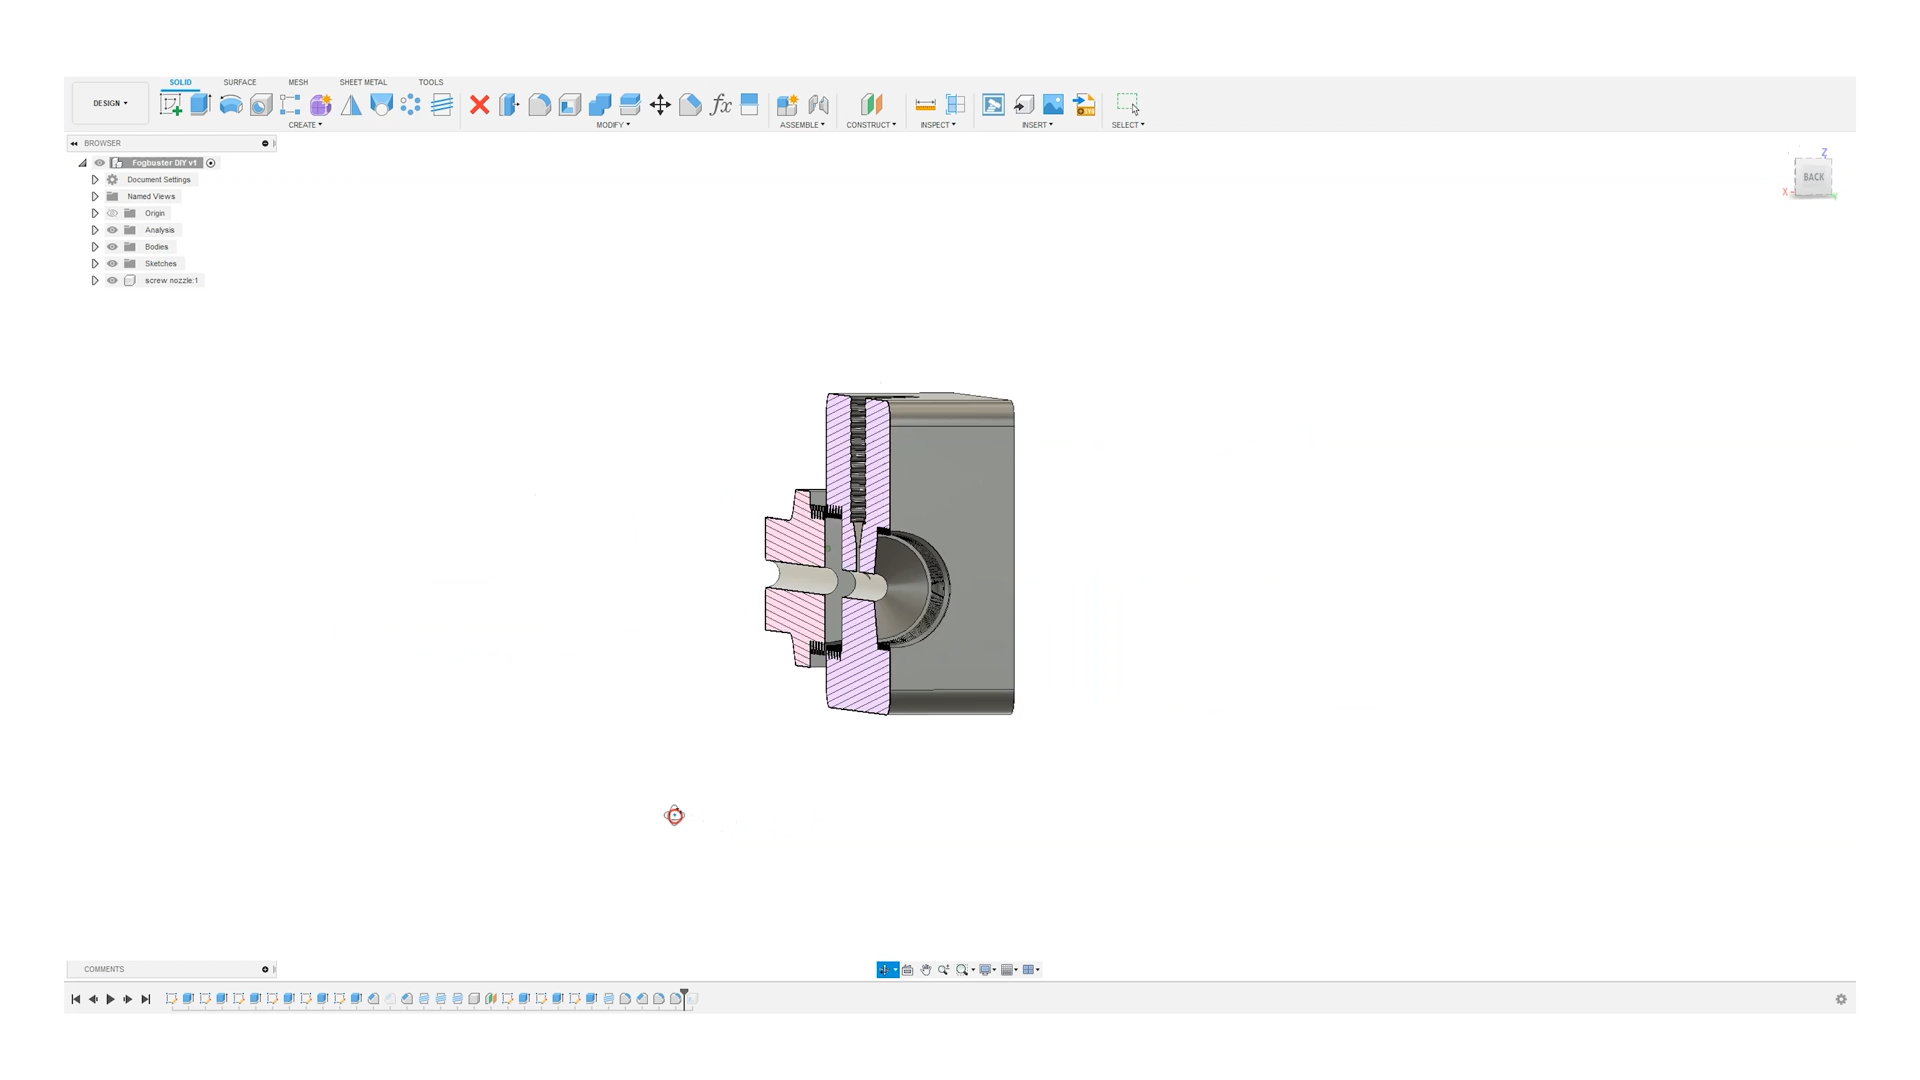 SOLID SURFACE MESH SHEET METAL TOOLS
DESIGN
fx
CREATE MODIFY ASSEMBLE CONSTRUCT INSPECT INSERT SELECT
BROWSER
Fogbuster DIY v1
Document Settings
Named Views
Origin
Analysis
Bodies
Sketches
screw nozzle:1
Z
BACK
X
COMMENTS